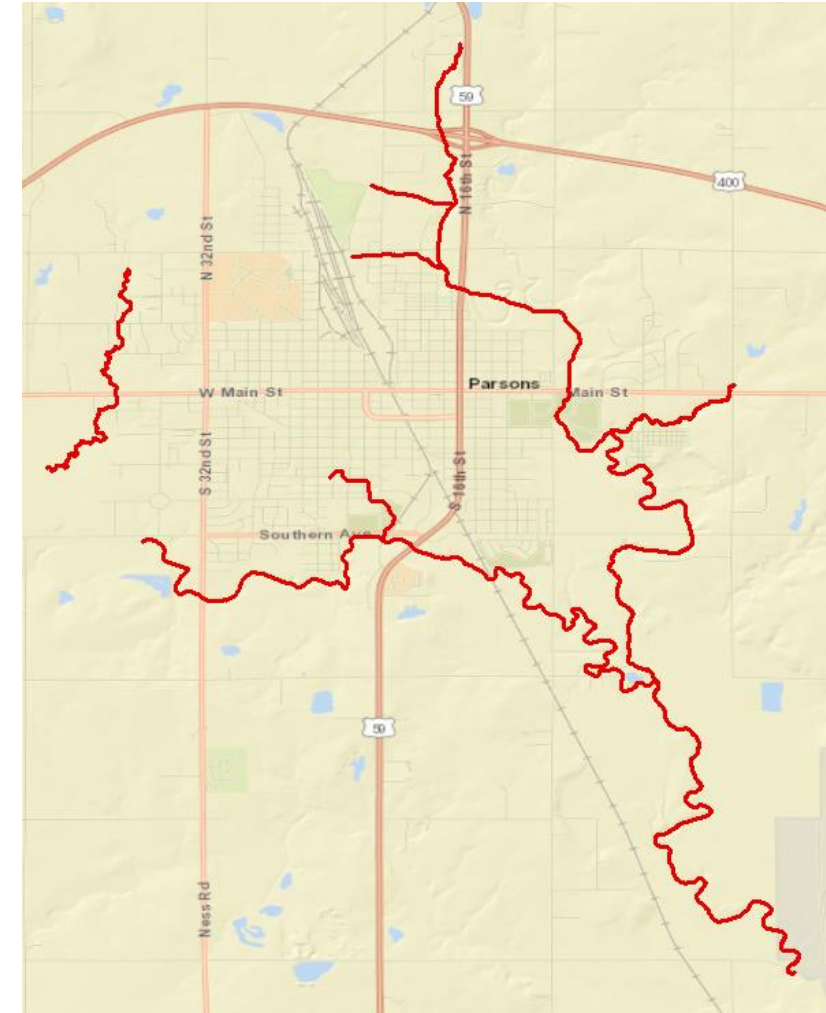 59
400
N 16th St
N 32nd St
Parsons
W Main St
Main St
S 32nd St
S 16th St
Southern Ave
59
Ness Rd